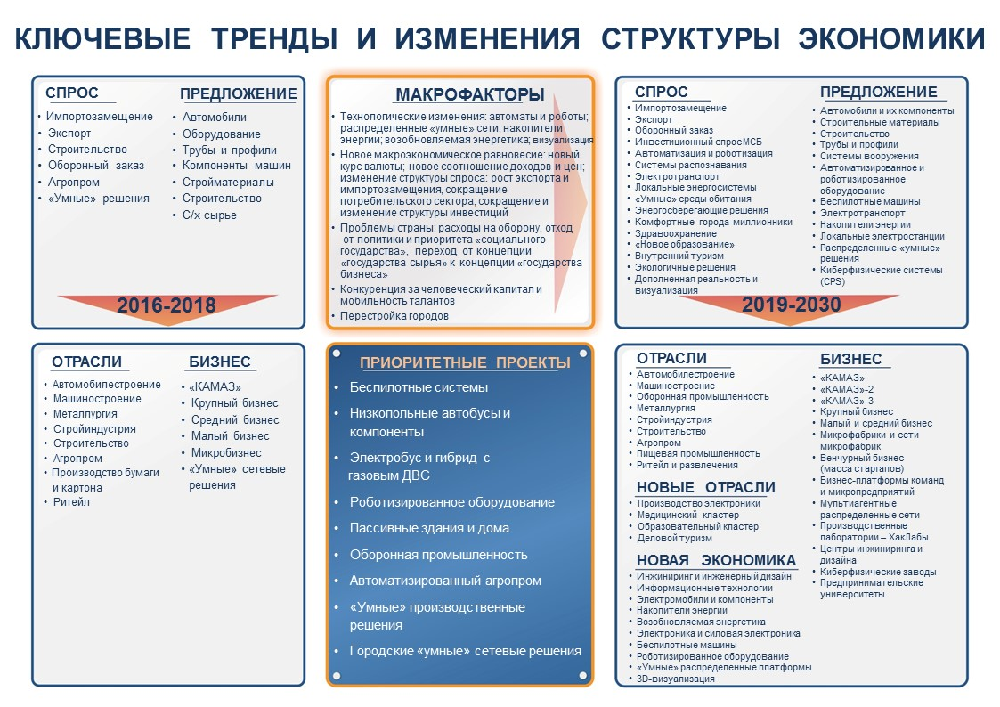 КЛЮЧЕВЫЕ ТРЕНДЫ И ИЗМЕНЕНИЯ СТРУКТУРЫ ЭКОНОМИКИ
СПРОС
• Импортозамещение
• Экспорт
• Строительство
• Оборонный заказ
• Агропром
• «Умные» решения
ПРЕДЛОЖЕНИЕ
• Автомобили
• Оборудование
• Трубы и профили
• Компоненты машин
• Стройматериалы
• Строительство
• С/х сырье
2016-2018
МАКРОФАКТОРЫ
• Технологические изменения: автоматы и роботы;
распределенные «умные» сети; накопители
энергии; возобновляемая энергетика; визуализация
• Новое макроэкономическое равновесие: новый
курс валюты; новое соотношение доходов и цен;
изменение структуры спроса: рост экспорта и
импортозамещения, сокращение
потребительского сектора, сокращение и
изменение структуры инвестиций
• Проблемы страны: расходы на оборону, отход
от политики и приоритета «социального
государства», переход от концепции
«государства сырья» к концепции «государства
бизнеса»
• Конкуренция за человеческий капитал и
мобильность талантов
• Перестройка городов
СПРОС
• Импортозамещение
• Экспорт
• Оборонный заказ
• Инвестиционный спрос МСБ
• Автоматизация и роботизация
• Системы распознавания
• Электротранспорт
• Локальные энергосистемы
• «Умные» среды обитания
• Энергосберегающие решения
• Комфортные города-миллионники
• Здравоохранение
• «Новое образование»
• Внутренний туризм
• Экологичные решения
• Дополненная реальность и
визуализация
ПРЕДЛОЖЕНИЕ
• Автомобили и их компоненты
• Строительные материалы
• Строительство
• Трубы и профили
• Системы вооружения
• Автоматизированное и
роботизированное
оборудование
• Беспилотные машины
• Электротранспорт
• Накопители энергии
• Локальные электростанции
• Распределенные «умные»
решения
• Киберфизические системы
(CPS)
2019-2030
ОТРАСЛИ
• Автомобилестроение
• Машиностроение
• Металлургия
• Стройиндустрия
• Строительство
• Агропром
• Производство бумаги
и картона
• Ритейл
БИЗНЕС
• «КАМАЗ»
• Крупный бизнес
• Средний бизнес
• Малый бизнес
• Микробизнес
• «Умные» сетевые
решения
ПРИОРИТЕТНЫЕ ПРОЕКТЫ
• Беспилотные системы
• Низкопольные автобусы и
компоненты
• Электробус и гибрид с
газовым ДВС
• Роботизированное оборудование
• Пассивные здания и дома
• Оборонная промышленность
• Автоматизированный агропром
• «Умные» производственные
решения
• Городские «умные» сетевые решения
ОТРАСЛИ
• Автомобилестроение
• Машиностроение
• Оборонная промышленность
• Металлургия
• Стройиндустрия
• Строительство
• Агропром
• Пищевая промышленность
• Ритейл и развлечения
НОВЫЕ ОТРАСЛИ
• Производство электроники
• Медицинский кластер
• Образовательный кластер
• Деловой туризм
НОВАЯ ЭКОНОМИКА
• Инжиниринг и инженерный дизайн
• Информационные технологии
• Электромобили и компоненты
• Накопители энергии
• Возобновляемая энергетика
• Электроника и силовая электроника
• Беспилотные машины
• Роботизированное оборудование
• «Умные» распределенные платформы
• 3D-визуализация
БИЗНЕС
• «КАМАЗ»
• «КАМАЗ»-2
• «КАМАЗ»-3
• Крупный бизнес
• Малый и средний бизнес
• Микрофабрики и сети
микрофабрик
• Венчурный бизнес
(масса стартапов)
• Бизнес-платформы команд
и микропредприятий
• Мультиагентные
распределенные сети
• Производственные
лаборатории – ХакЛабы
• Центры инжиниринга и
дизайна
• Киберфизические заводы
• Предпринимательские
университеты